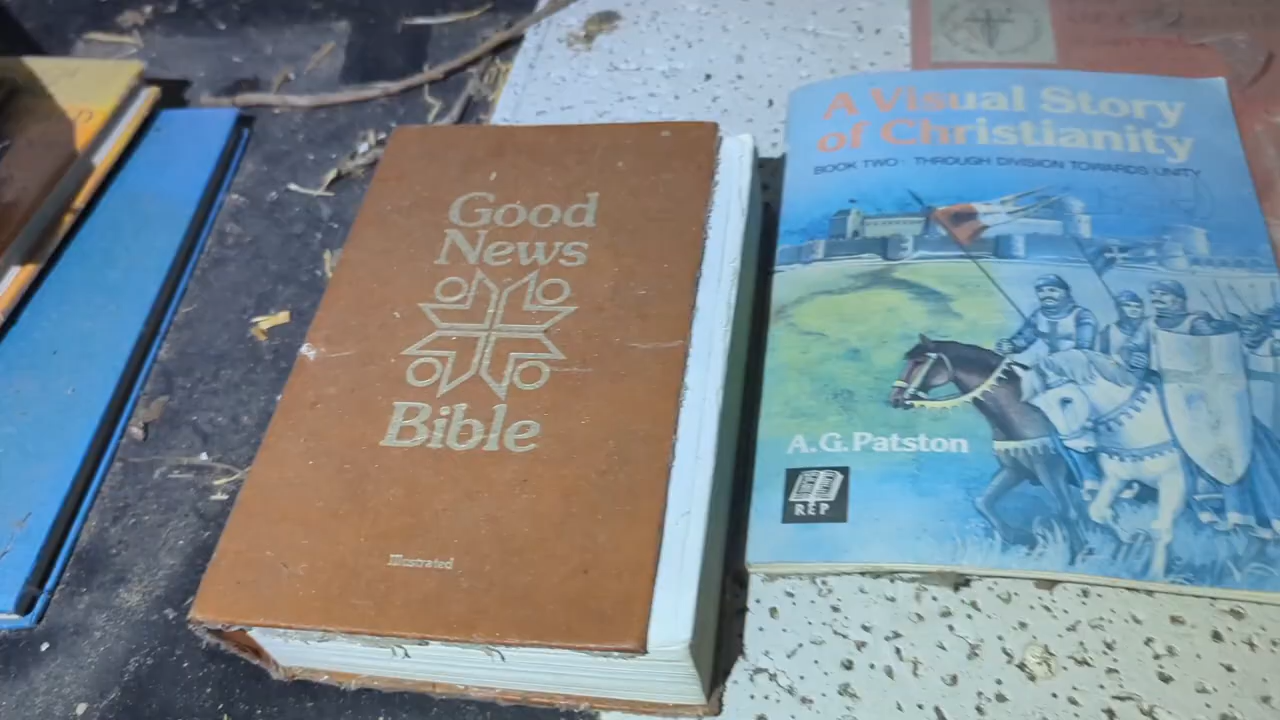 Good
News
Bible
Illustrated
A Visual Story
of Christianity
BOOK TWO: THROUGH DIVISION TOWARDS UNITY
A.G.Patston
REP